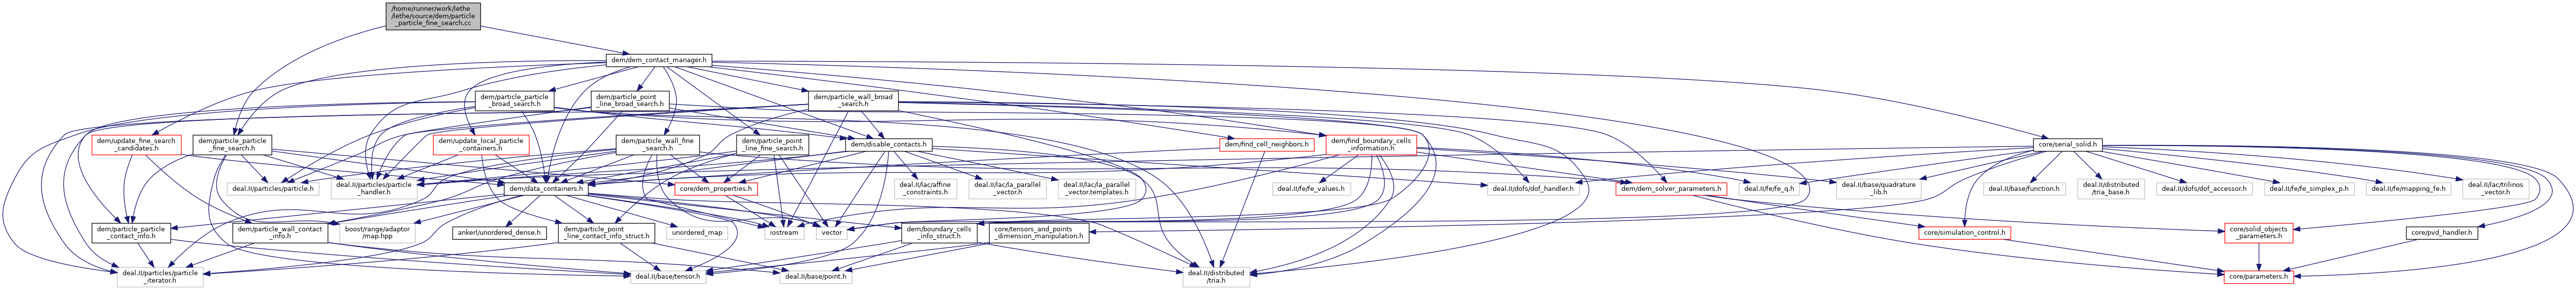 /home/runner/work/lethe
/lethe/source/dem/particle
_particle_fine_search.cc
dem/dem_contact_manager.h
dem/particle_particle
_broad_search.h
dem/particle_point
_line_broad_search.h
dem/particle_wall_broad
_search.h
dem/update_fine_search
_candidates.h
dem/particle_particle
_fine_search.h
dem/update_local_particle
_containers.h
dem/particle_wall_fine
_search.h
dem/particle_point
_line_fine_search.h
dem/disable_contacts.h
dem/find_cell_neighbors.h
dem/find_boundary_cells
_information.h
core/serial_solid.h
deal.II/particles/particle.h
deal.II/particles/particle
_handler.h
dem/data_containers.h
core/dem_properties.h
deal.II/lac/affine
_constraints.h
deal.II/lac/la_parallel
_vector.h
deal.II/lac/la_parallel
_vector.templates.h
deal.II/fe/fe_values.h
deal.II/dofs/dof_handler.h
dem/dem_solver_parameters.h
deal.II/fe/fe_q.h
deal.II/base/quadrature
_lib.h
deal.II/base/function.h
deal.II/distributed
/tria_base.h
deal.II/dofs/dof_accessor.h
deal.II/fe/fe_simplex_p.h
deal.II/fe/mapping_fe.h
deal.II/lac/trilinos
_vector.h
dem/particle_particle
_contact_info.h
dem/particle_wall_contact
_info.h
boost/range/adaptor
/map.hpp
ankerl/unordered_dense.h
dem/particle_point
_line_contact_info_struct.h
unordered_map
iostream
vector
dem/boundary_cells
_info_struct.h
core/tensors_and_points
_dimension_manipulation.h
core/simulation_control.h
core/solid_objects
_parameters.h
core/pvd_handler.h
deal.II/particles/particle
_iterator.h
deal.II/base/tensor.h
deal.II/base/point.h
deal.II/distributed
/tria.h
core/parameters.h